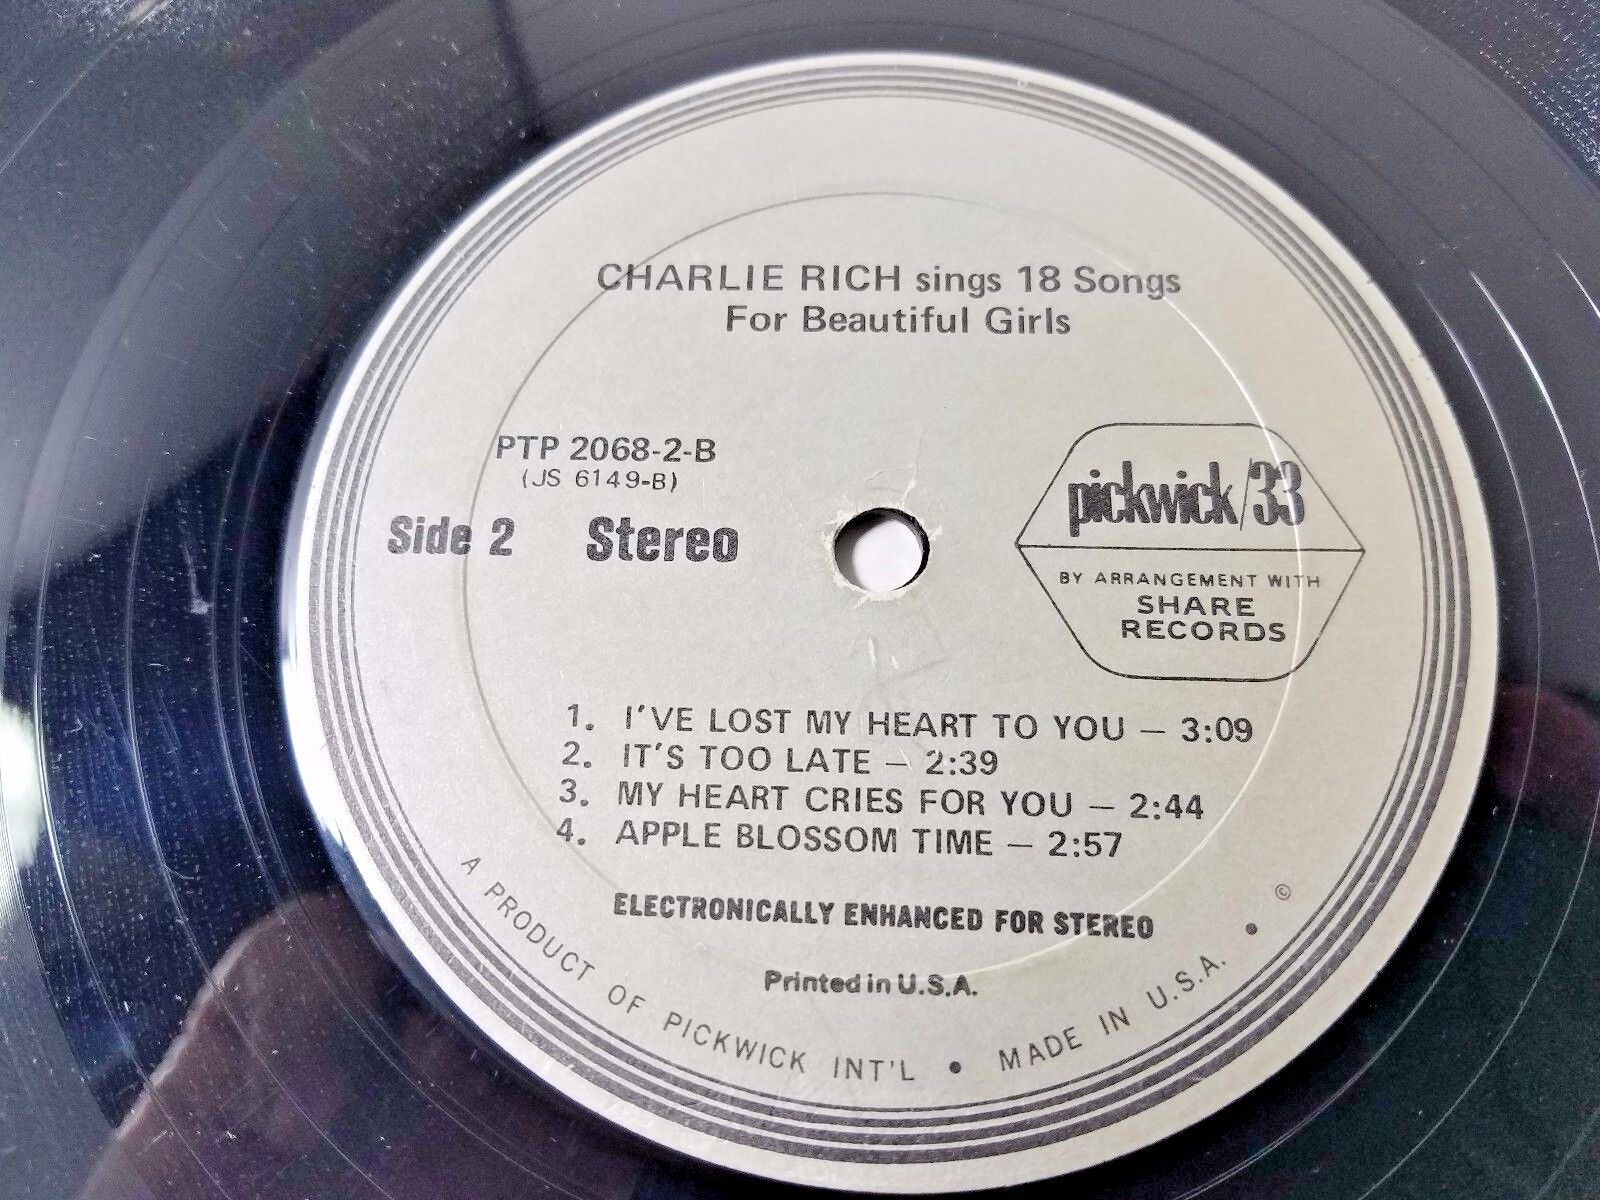 CHARLIE RICH sings 18 Songs
For Beautiful Girls
PTP 2068-2-B
(JS 6149-B)
Side 2 Stereo
pickwick/33
BY ARRANGEMENT WITH
SHARE
RECORDS
1. I'VE LOST MY HEART TO YOU — 3:09
2. IT'S TOO LATE — 2:39
3. MY HEART CRIES FOR YOU — 2:44
4. APPLE BLOSSOM TIME — 2:57
ELECTRONICALLY ENHANCED FOR STEREO
Printed in U.S.A.
A PRODUCT OF PICKWICK INT'L • MADE IN U.S.A. • ©